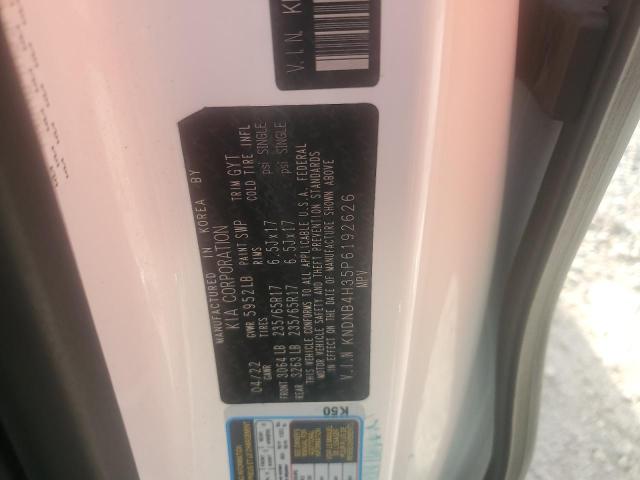 V.I.N. K
MANUFACTURED IN KOREA BY
KIA CORPORATION
04/22 GWR 5952LB PAINT SWP TRIM GYT
GAWR TIRES RIMS COLD TIRE INFL
FRONT 3064LB 235/65R17 6.5Jx17 psi SINGLE
REAR 3263LB 235/65R17 6.5Jx17 psi SINGLE
THIS VEHICLE CONFORMS TO ALL APPLICABLE U.S.A. FEDERAL
MOTOR VEHICLE SAFETY AND THEFT PREVENTION STANDARDS
IN EFFECT ON THE DATE OF MANUFACTURE SHOWN ABOVE.
V.I.N KNDNB4H35P6192626
MPV
K50